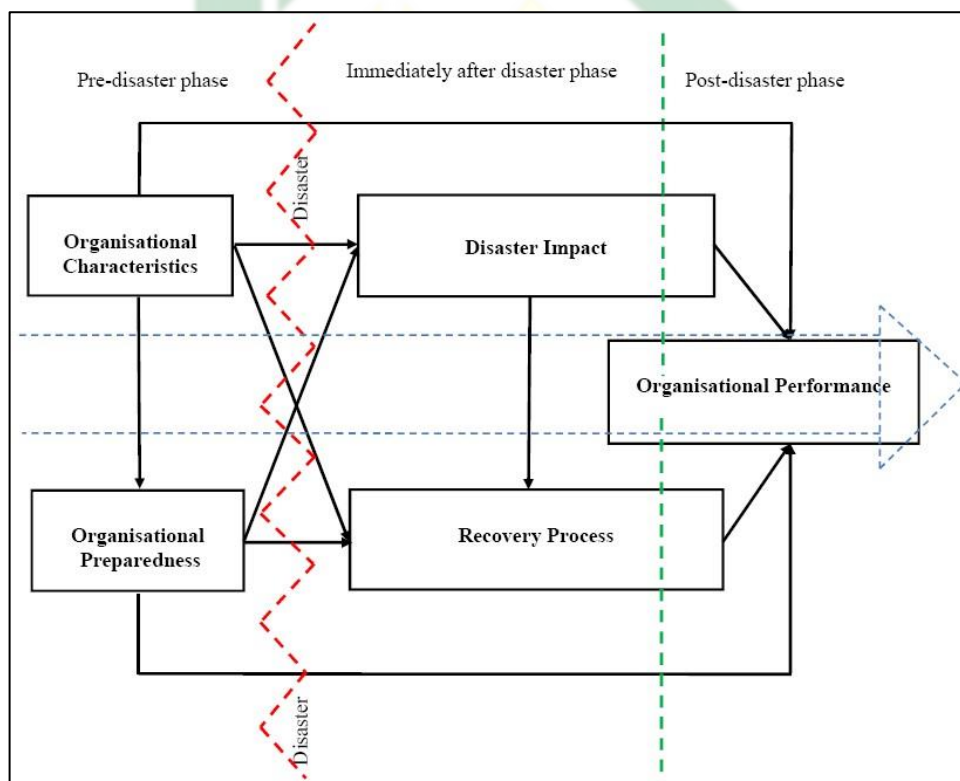 Pre-disaster phase
Immediately after disaster phase
Post-disaster phase
Disaster
Organisational
Characteristics
Disaster Impact
Organisational Performance
Organisational
Preparedness
Recovery Process
Disaster